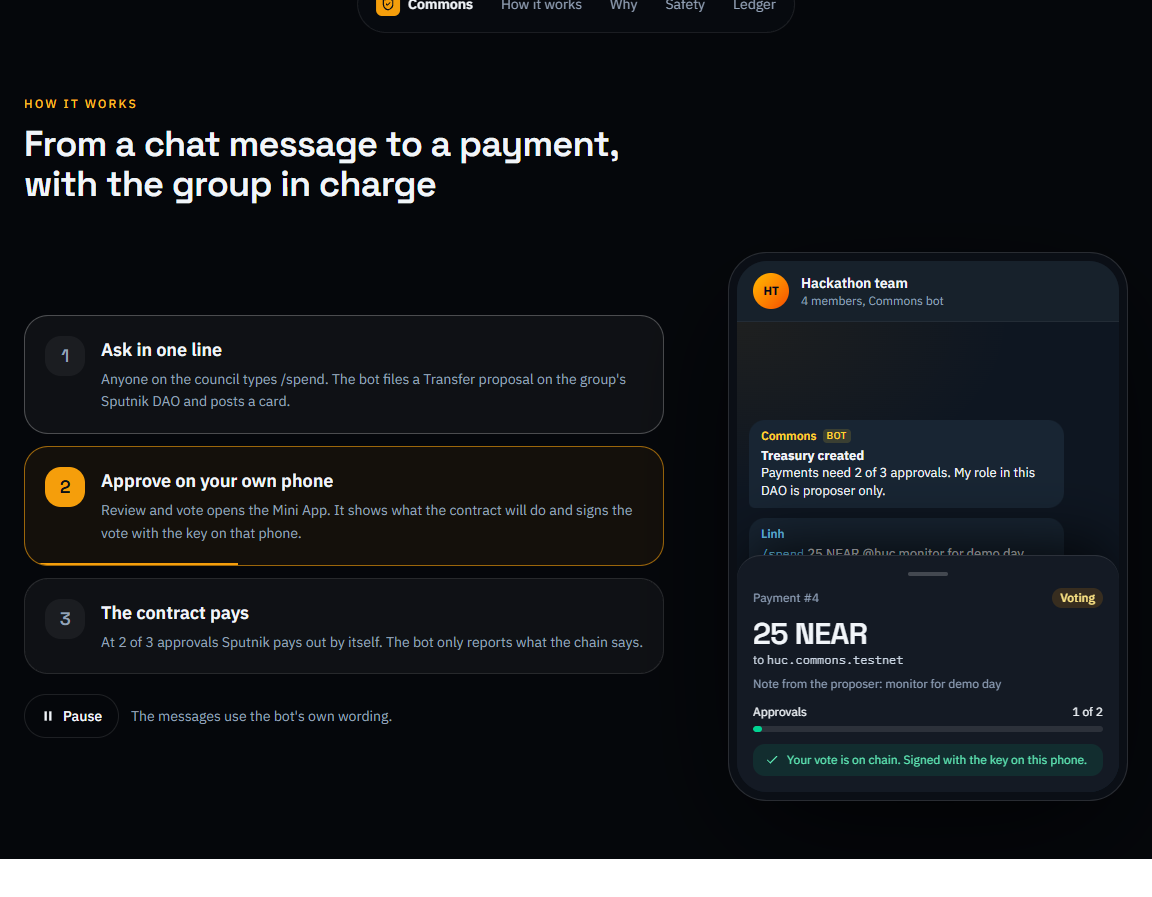 Commons How it works Why Safety Ledger
HOW IT WORKS
From a chat message to a payment,
with the group in charge
1
Ask in one line
Anyone on the council types /spend. The bot files a Transfer proposal on the group's
Sputnik DAO and posts a card.
2
Approve on your own phone
Review and vote opens the Mini App. It shows what the contract will do and signs the
vote with the key on that phone.
3
The contract pays
At 2 of 3 approvals Sputnik pays out by itself. The bot only reports what the chain says.
Pause
The messages use the bot's own wording.
HT
Hackathon team
4 members, Commons bot
Commons BOT
Treasury created
Payments need 2 of 3 approvals. My role in this
DAO is proposer only.
Linh
/spend 25 NEAR @huc monitor for demo day
Payment #4 Voting
25 NEAR
to huc.commons.testnet
Note from the proposer: monitor for demo day
Approvals 1 of 2
Your vote is on chain. Signed with the key on this phone.